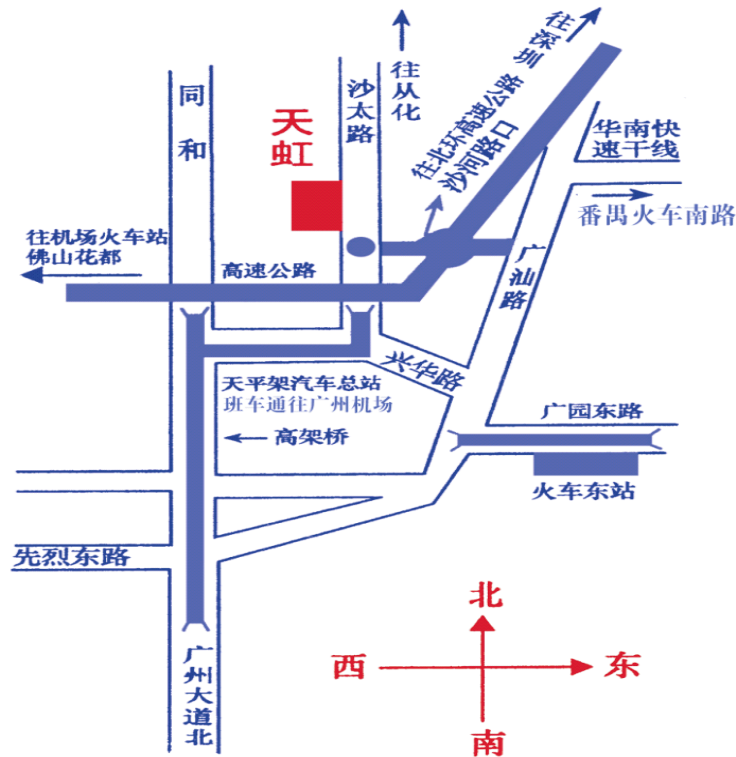 往深圳
往从化
同和
沙太路
天虹
往北环高速公路
沙河路口
华南快
速干线
番禺火车南路
往机场火车站
佛山花都
高速公路
广汕路
兴华路
天平架汽车总站
班车通往广州机场
高架桥
广园东路
火车东站
先烈东路
广州大道北
北
西
东
南